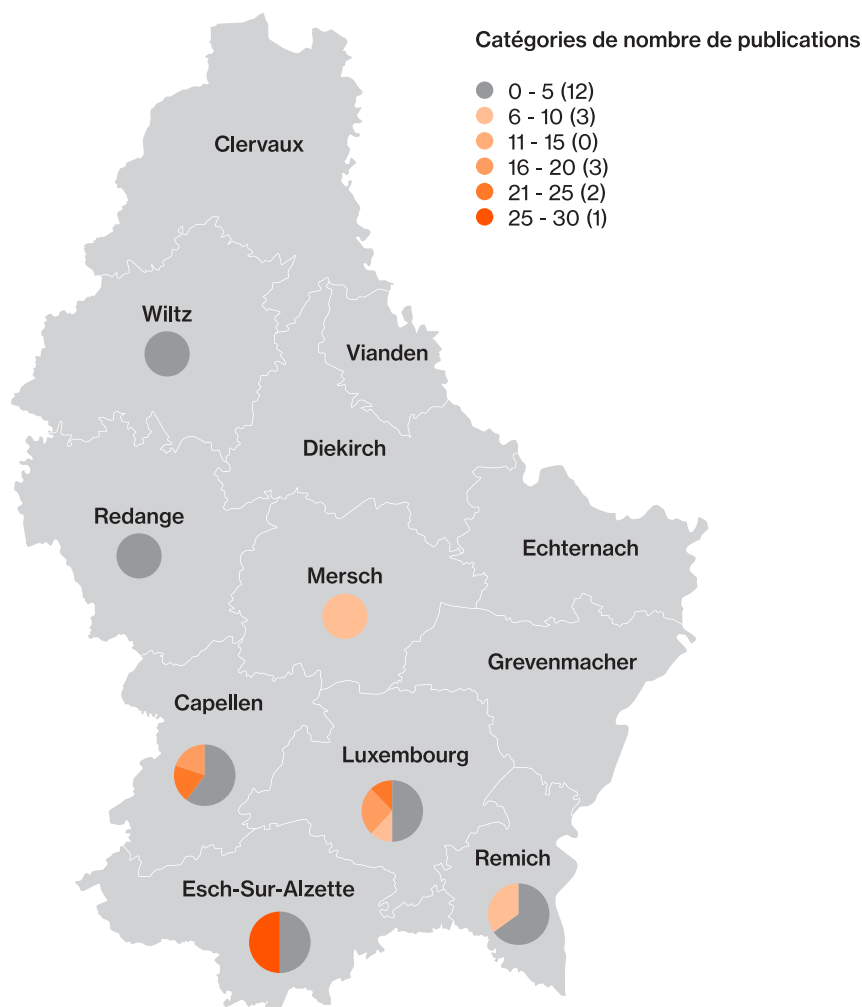 Catégories de nombre de publications
0 - 5 (12)
6 - 10 (3)
11 - 15 (0)
16 - 20 (3)
21 - 25 (2)
25 - 30 (1)
Clervaux
Wiltz
Vianden
Diekirch
Redange
Echternach
Mersch
Grevenmacher
Capellen
Luxembourg
Remich
Esch-Sur-Alzette